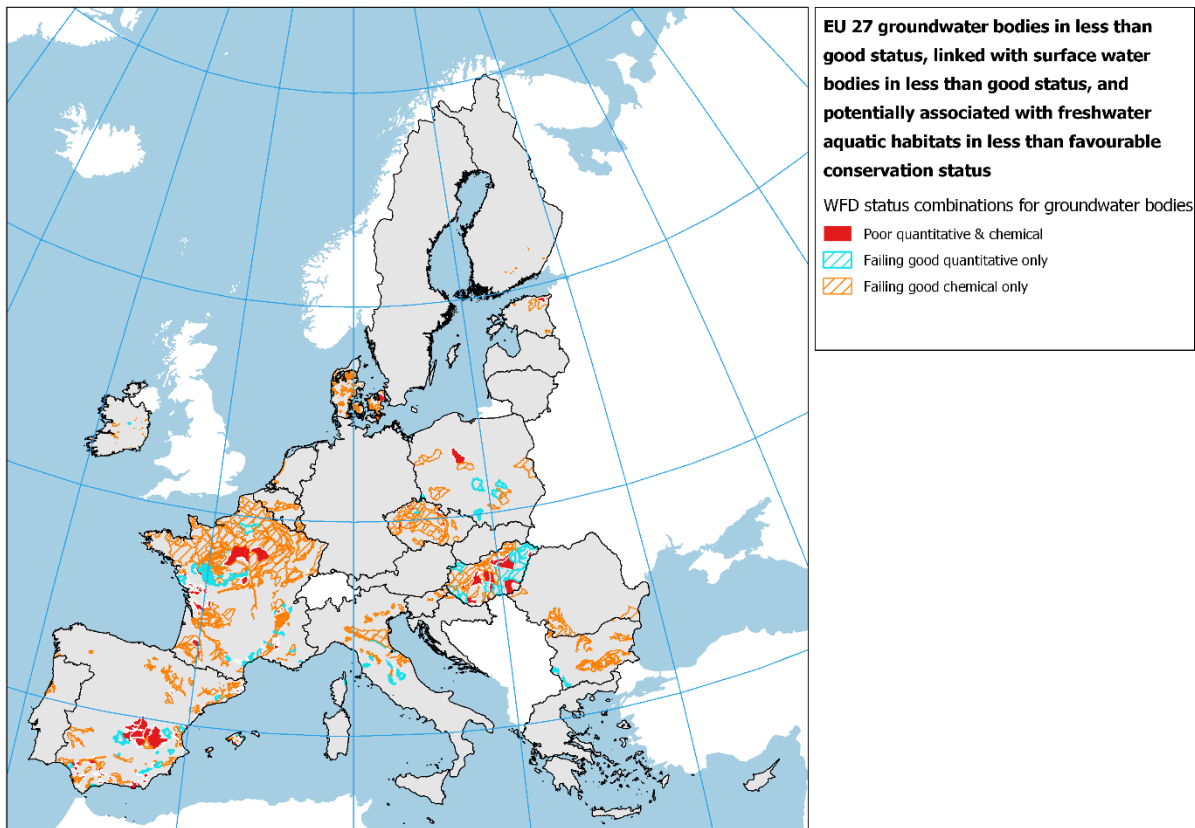 EU 27 groundwater bodies in less than
good status, linked with surface water
bodies in less than good status, and
potentially associated with freshwater
aquatic habitats in less than favourable
conservation status
WFD status combinations for groundwater bodies
Poor quantitative & chemical
Failing good quantitative only
Failing good chemical only